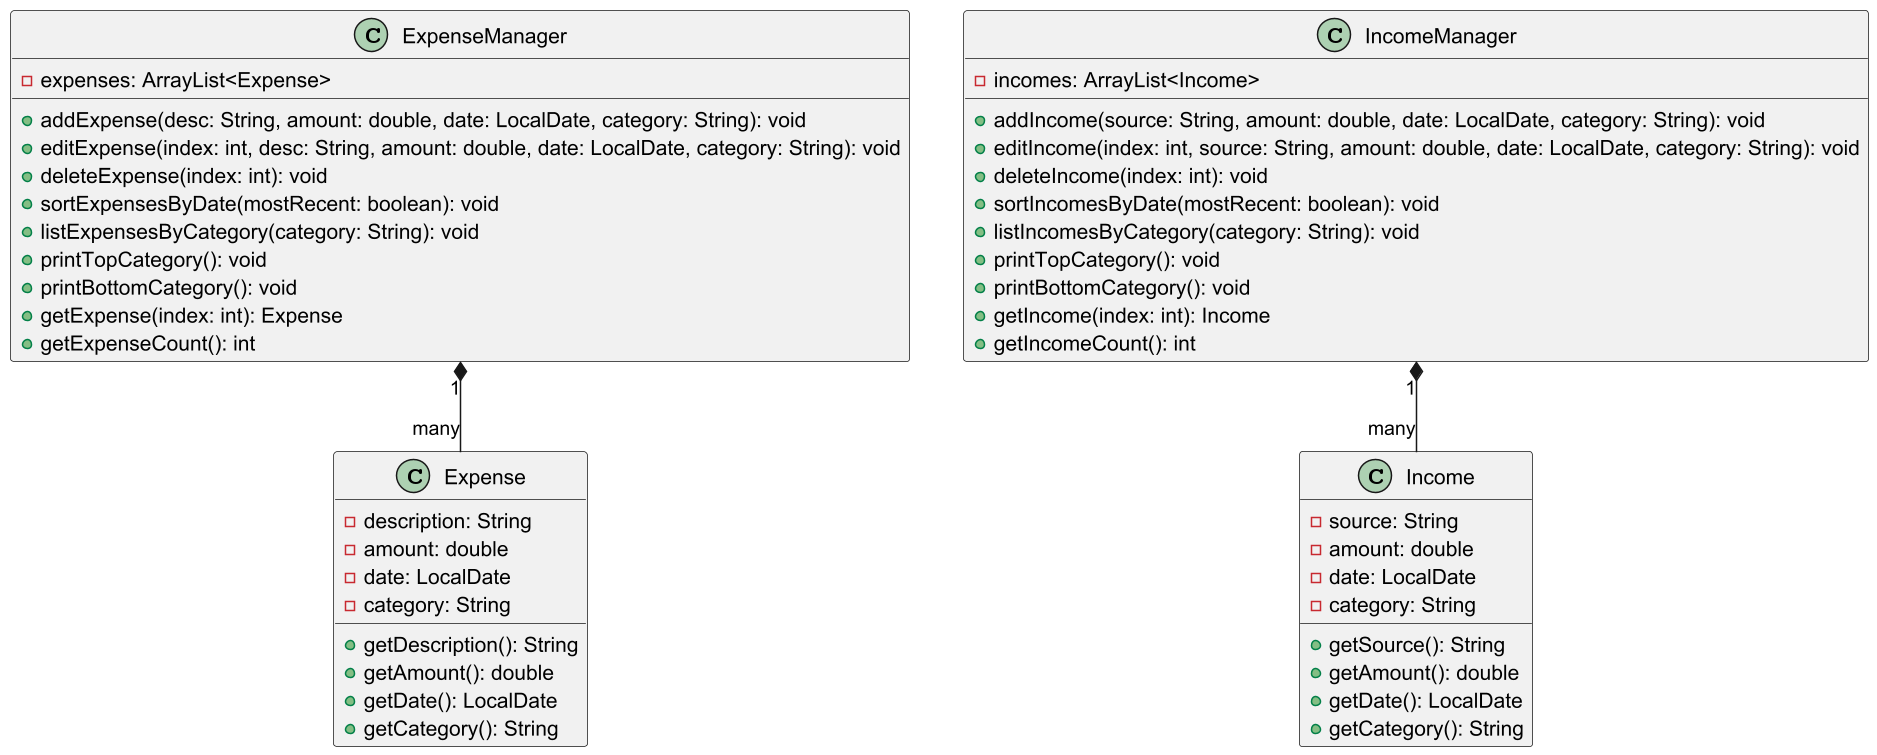 C ExpenseManager
expenses: ArrayList<Expense>
addExpense(desc: String, amount: double, date: LocalDate, category: String): void
editExpense(index: int, desc: String, amount: double, date: LocalDate, category: String): void
deleteExpense(index: int): void
sortExpensesByDate(mostRecent: boolean): void
listExpensesByCategory(category: String): void
printTopCategory(): void
printBottomCategory(): void
getExpense(index: int): Expense
getExpenseCount(): int
1
many
C Expense
description: String
amount: double
date: LocalDate
category: String
getDescription(): String
getAmount(): double
getDate(): LocalDate
getCategory(): String
C IncomeManager
incomes: ArrayList<Income>
addIncome(source: String, amount: double, date: LocalDate, category: String): void
editIncome(index: int, source: String, amount: double, date: LocalDate, category: String): void
deleteIncome(index: int): void
sortIncomesByDate(mostRecent: boolean): void
listIncomesByCategory(category: String): void
printTopCategory(): void
printBottomCategory(): void
getIncome(index: int): Income
getIncomeCount(): int
1
many
C Income
source: String
amount: double
date: LocalDate
category: String
getSource(): String
getAmount(): double
getDate(): LocalDate
getCategory(): String